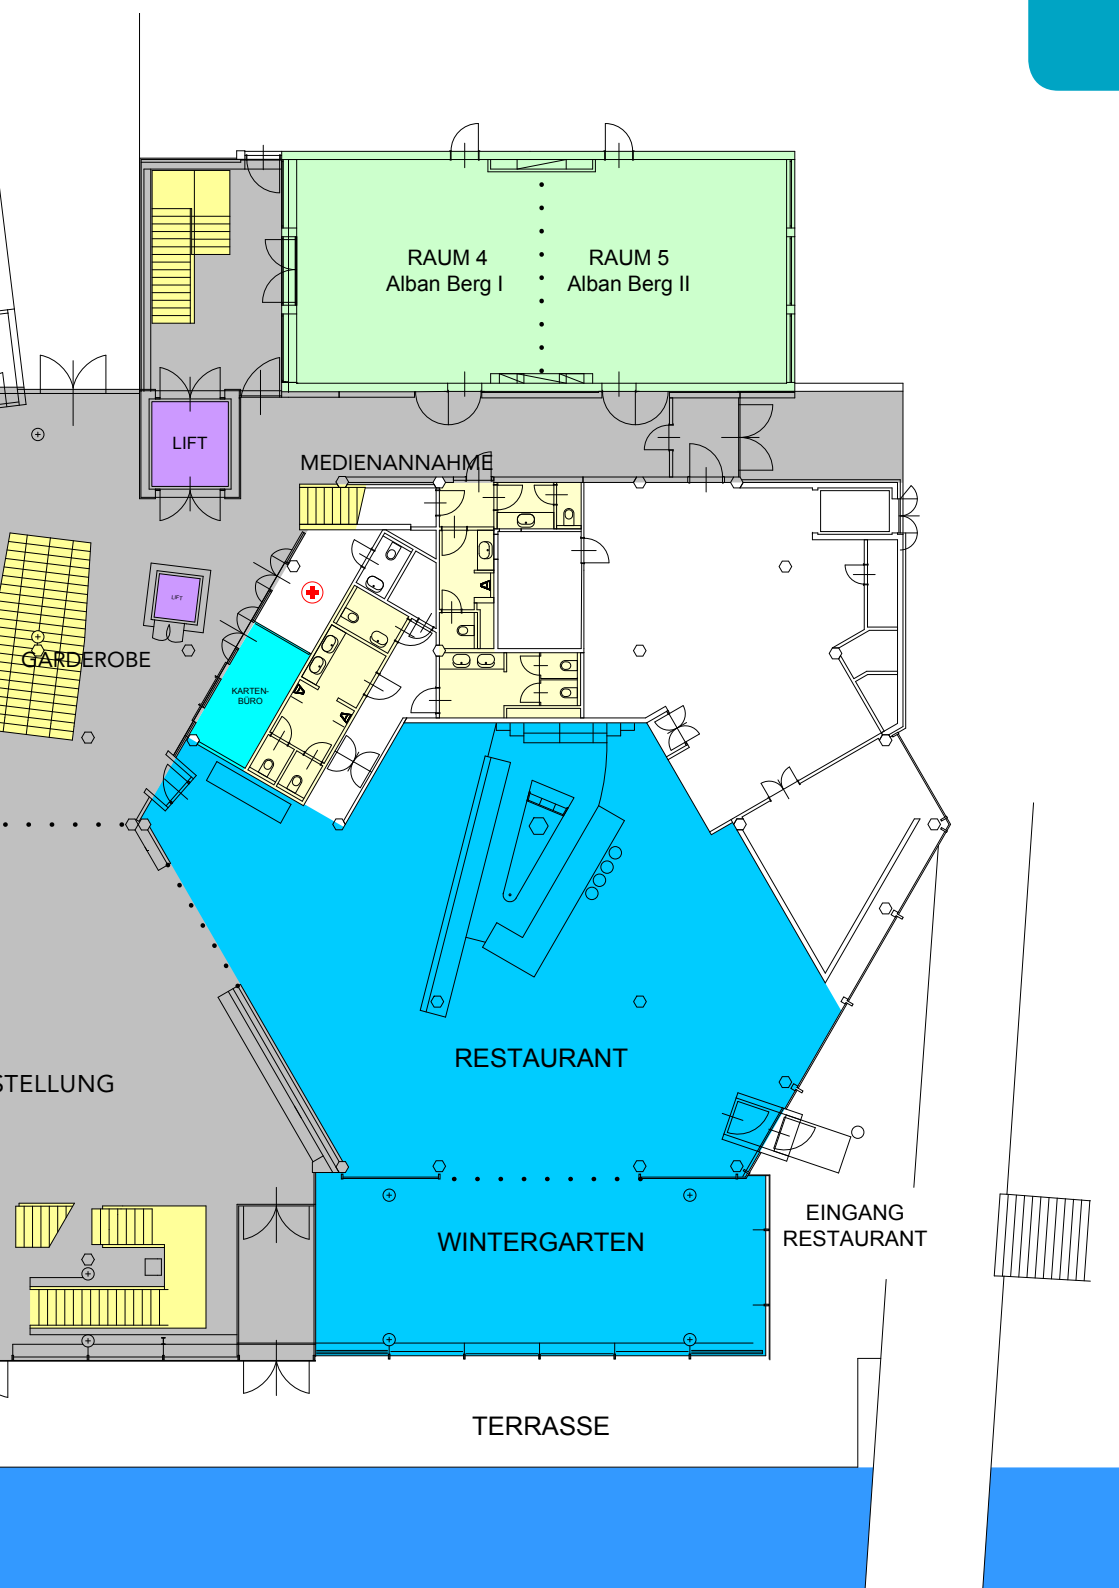 RAUM 4
Alban Berg I
RAUM 5
Alban Berg II
LIFT
MEDIENANNAHME
LIFT
GARDEROBE
KARTEN-
BÜRO
RESTAURANT
STELLUNG
WINTERGARTEN
EINGANG
RESTAURANT
TERRASSE